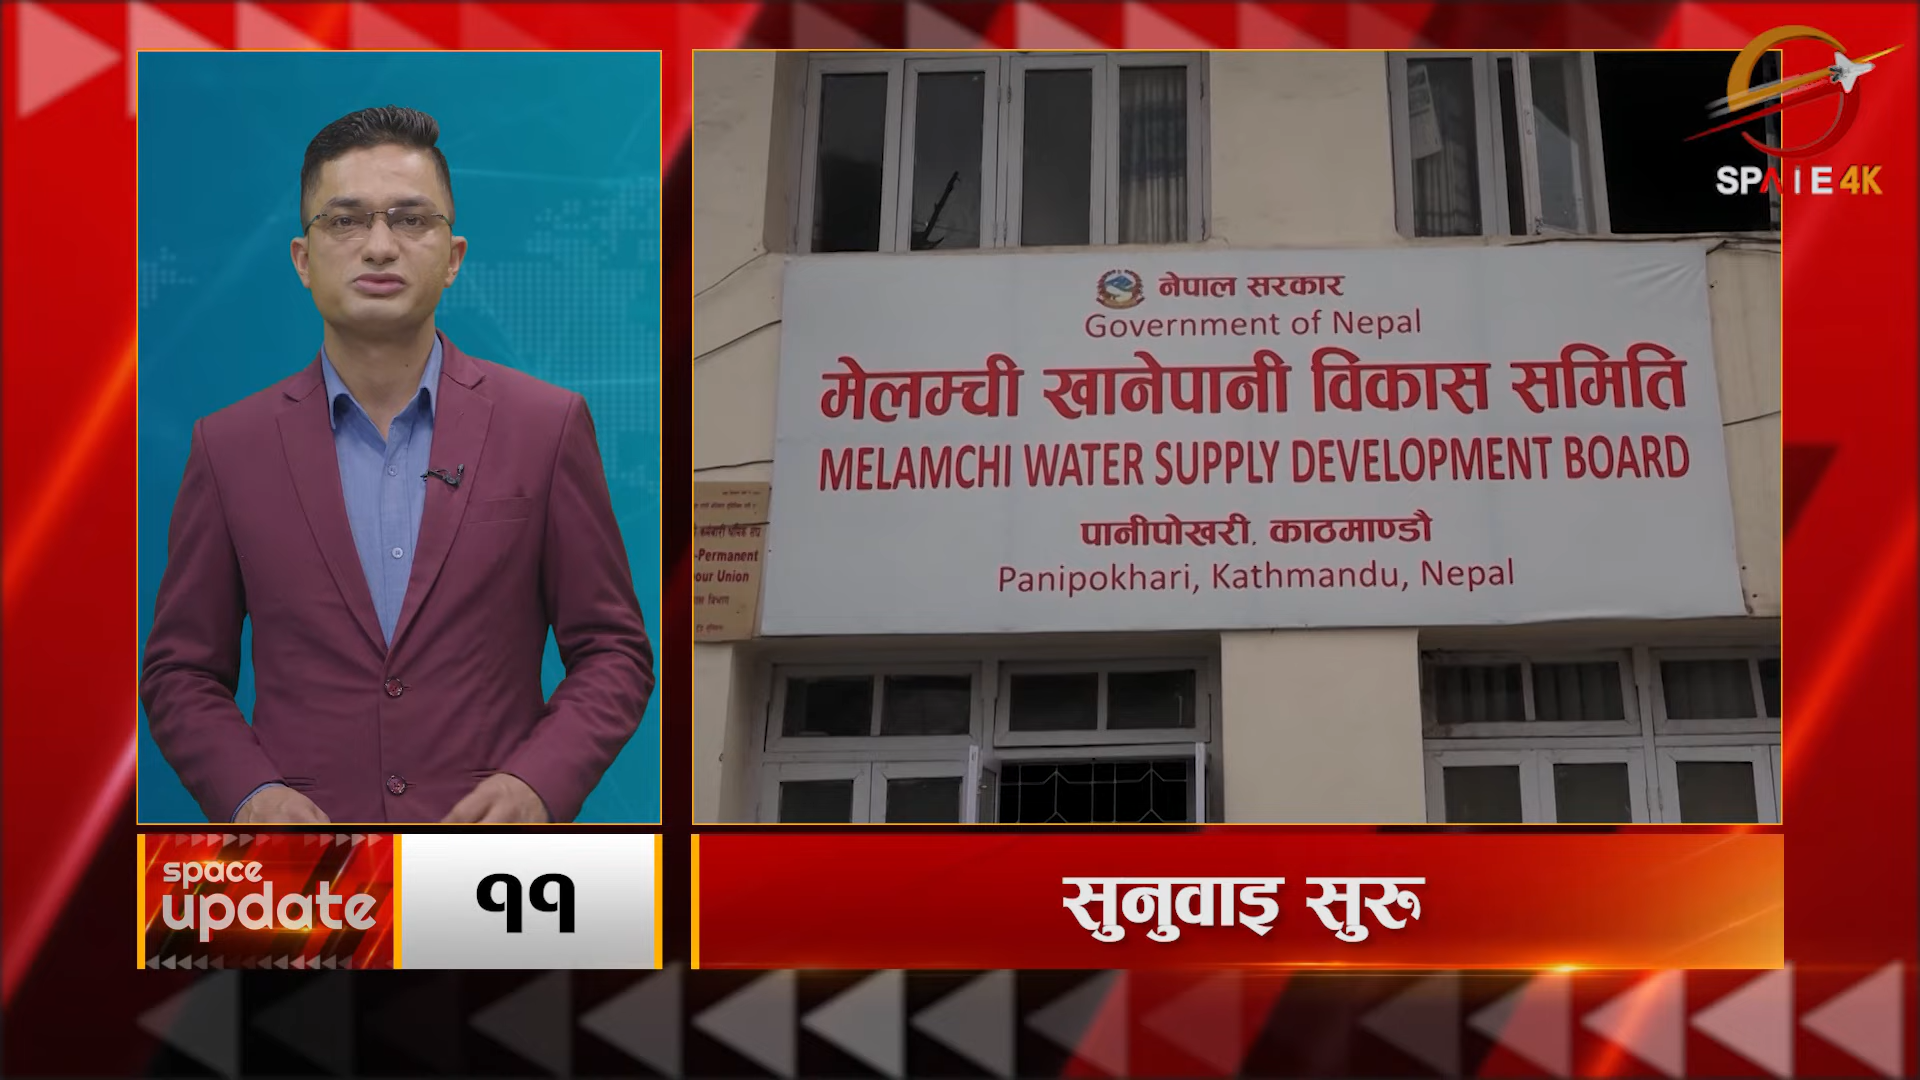 SPACE 4K
नेपाल सरकार
Government of Nepal
मेलम्ची खानेपानी विकास समिति
MELAMCHI WATER SUPPLY DEVELOPMENT BOARD
पानीपोखरी, काठमाण्डौ
Panipokhari, Kathmandu, Nepal
-Permanent
our Union
space
update
११
सुनुवाइ सुरु